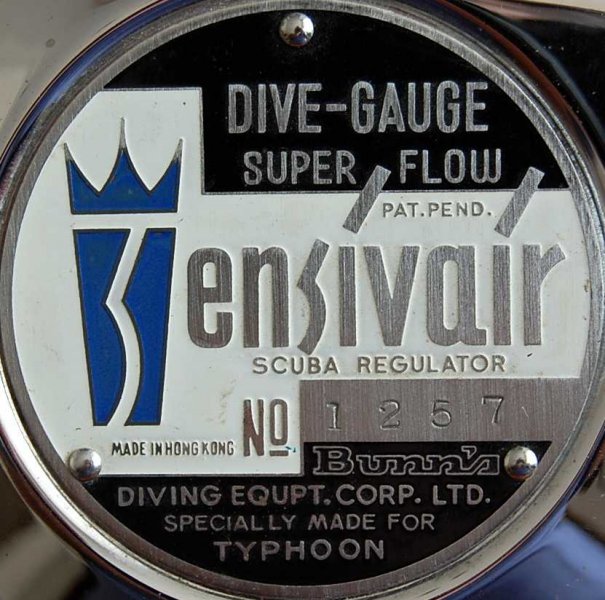 DIVE-GAUGE
SUPER FLOW
PAT.PEND.
Sensivair
SCUBA REGULATOR
NO 1257
MADE IN HONG KONG
Bunn's
DIVING EQUPT. CORP. LTD.
SPECIALLY MADE FOR
TYPHOON